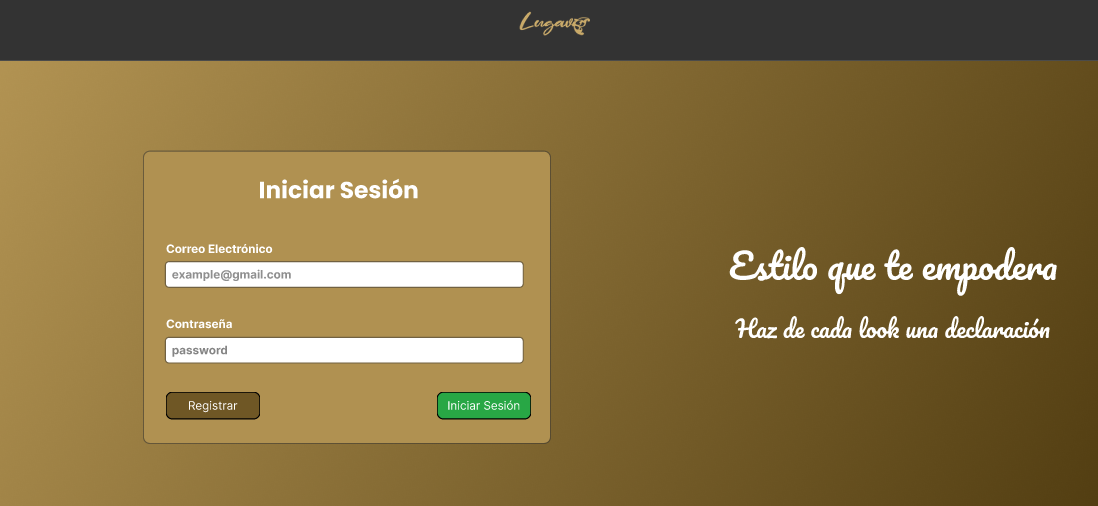 Lugavió
Iniciar Sesión
Correo Electrónico
example@gmail.com
Contraseña
password
Registrar
Iniciar Sesión
Estilo que te empodera
Haz de cada look una declaración